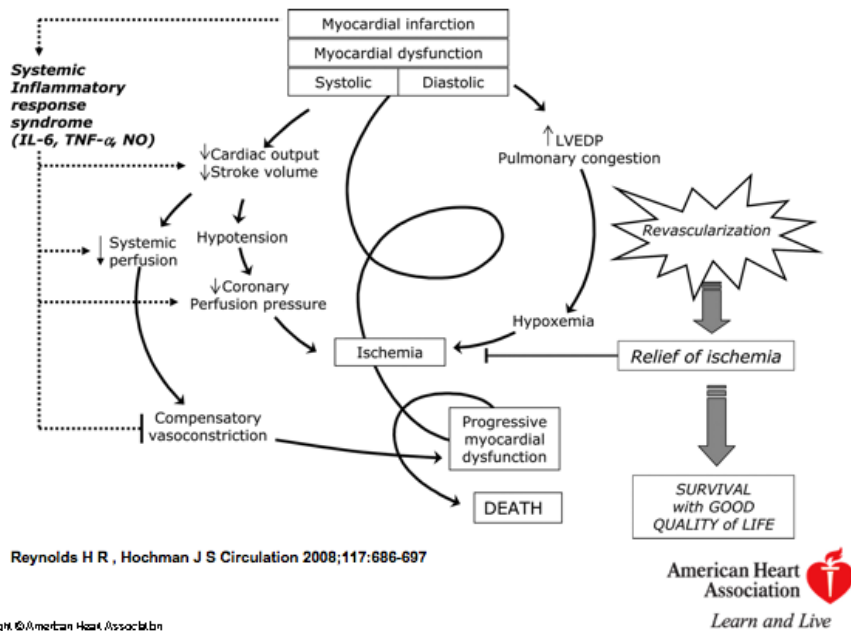 Myocardial infarction
Myocardial dysfunction
Systolic Diastolic
Systemic
Inflammatory
response
syndrome
(IL-6, TNF-α, NO)
↓Cardiac output
↓Stroke volume
↑LVEDP
Pulmonary congestion
Revascularization
↓ Systemic
perfusion
Hypotension
↓Coronary
Perfusion pressure
Hypoxemia
Ischemia
Relief of ischemia
Compensatory
vasoconstriction
Progressive
myocardial
dysfunction
DEATH
SURVIVAL
with GOOD
QUALITY of LIFE
Reynolds H R , Hochman J S Circulation 2008;117:686-697
American Heart
Association
Learn and Live
ght © American Heart Association